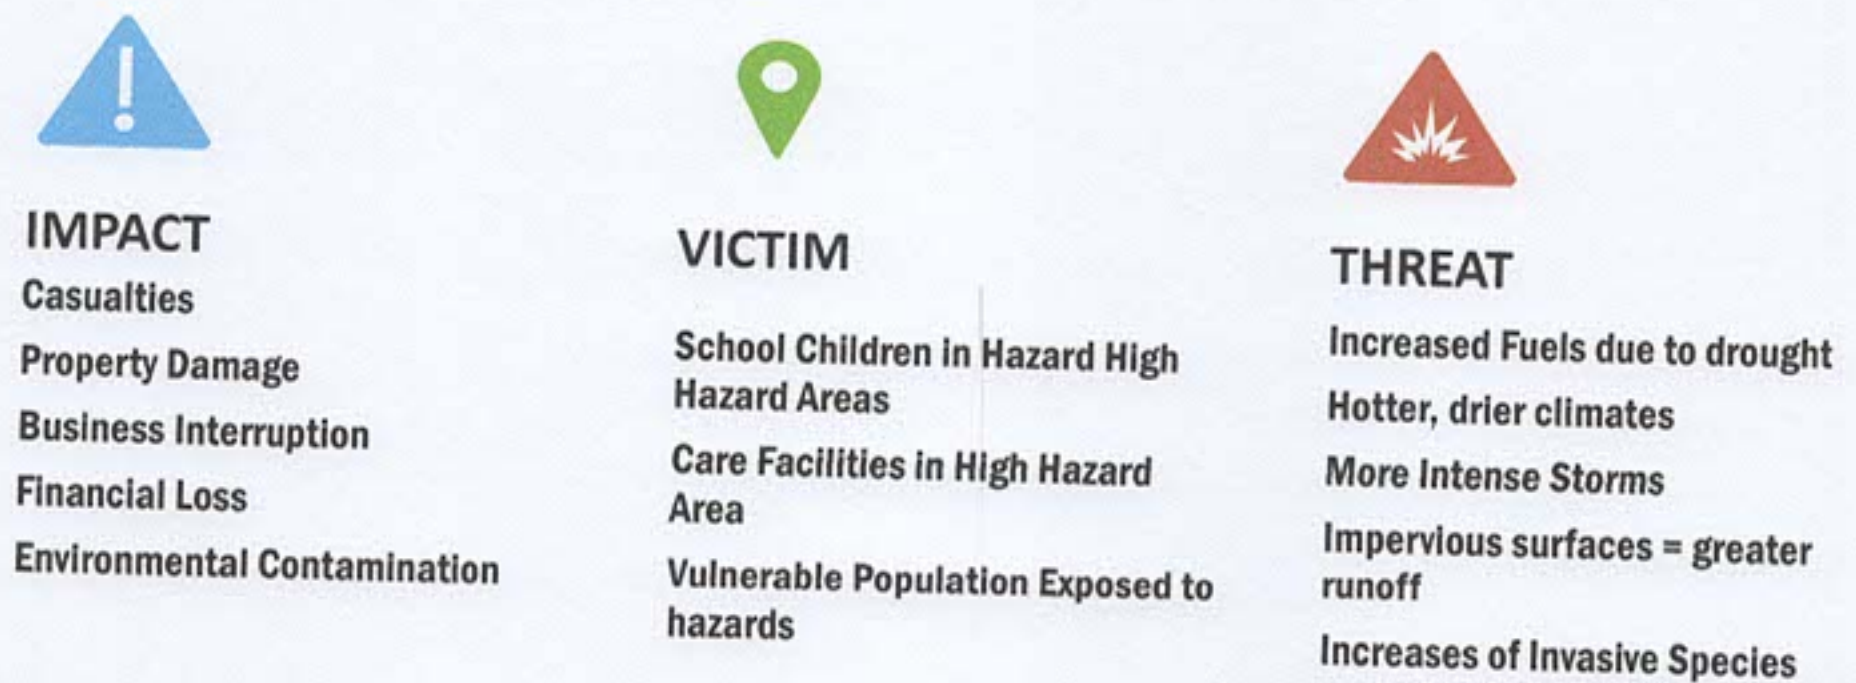 IMPACT
Casualties
Property Damage
Business Interruption
Financial Loss
Environmental Contamination
VICTIM
School Children in Hazard High
Hazard Areas
Care Facilities in High Hazard
Area
Vulnerable Population Exposed to
hazards
THREAT
Increased Fuels due to drought
Hotter, drier climates
More Intense Storms
Impervious surfaces = greater
runoff
Increases of Invasive Species